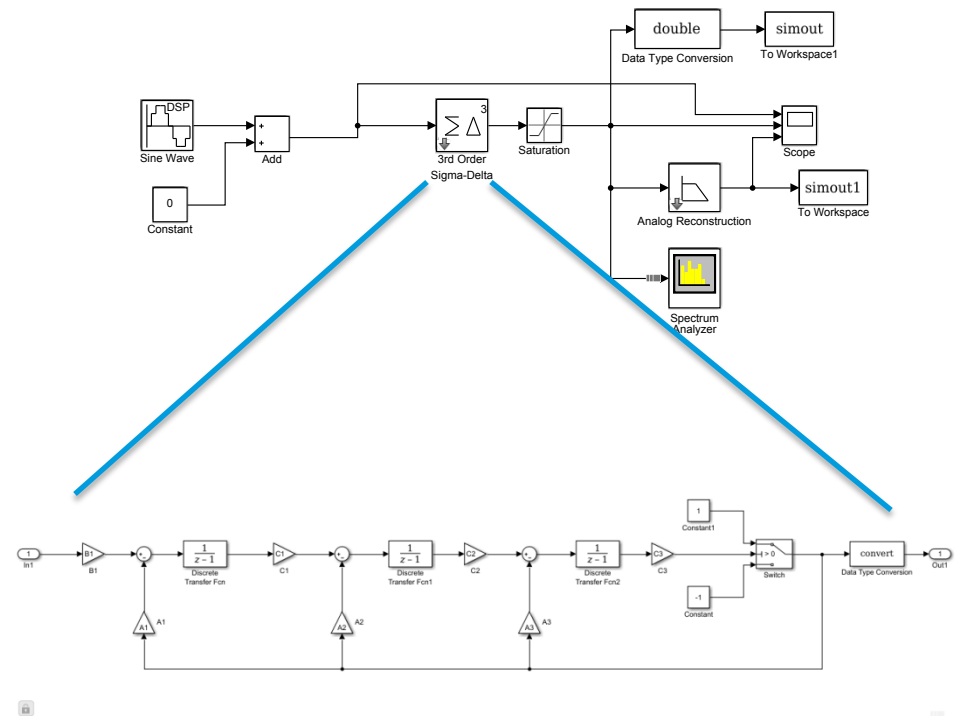 double
Data Type Conversion
simout
To Workspace1
DSP
Sine Wave
+
+
Add
0
Constant
3
Σ Δ
3rd Order
Sigma-Delta
Saturation
Scope
Analog Reconstruction
simout1
To Workspace
Spectrum
Analyzer
1
In1
B1
B1
+
-
1
z - 1
Discrete
Transfer Fcn
C1
C1
+
-
1
z - 1
Discrete
Transfer Fcn1
C2
C2
+
-
1
z - 1
Discrete
Transfer Fcn2
C3
C3
1
Constant1
> 0
Switch
-1
Constant
convert
Data Type Conversion
1
Out1
A1
A1
A2
A2
A3
A3